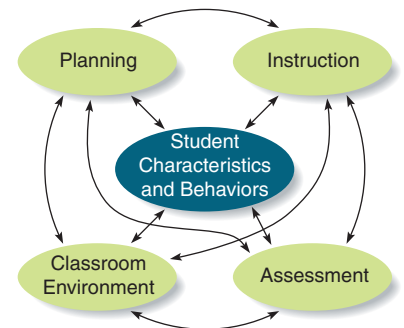 Planning
Instruction
Student
Characteristics
and Behaviors
Classroom
Environment
Assessment